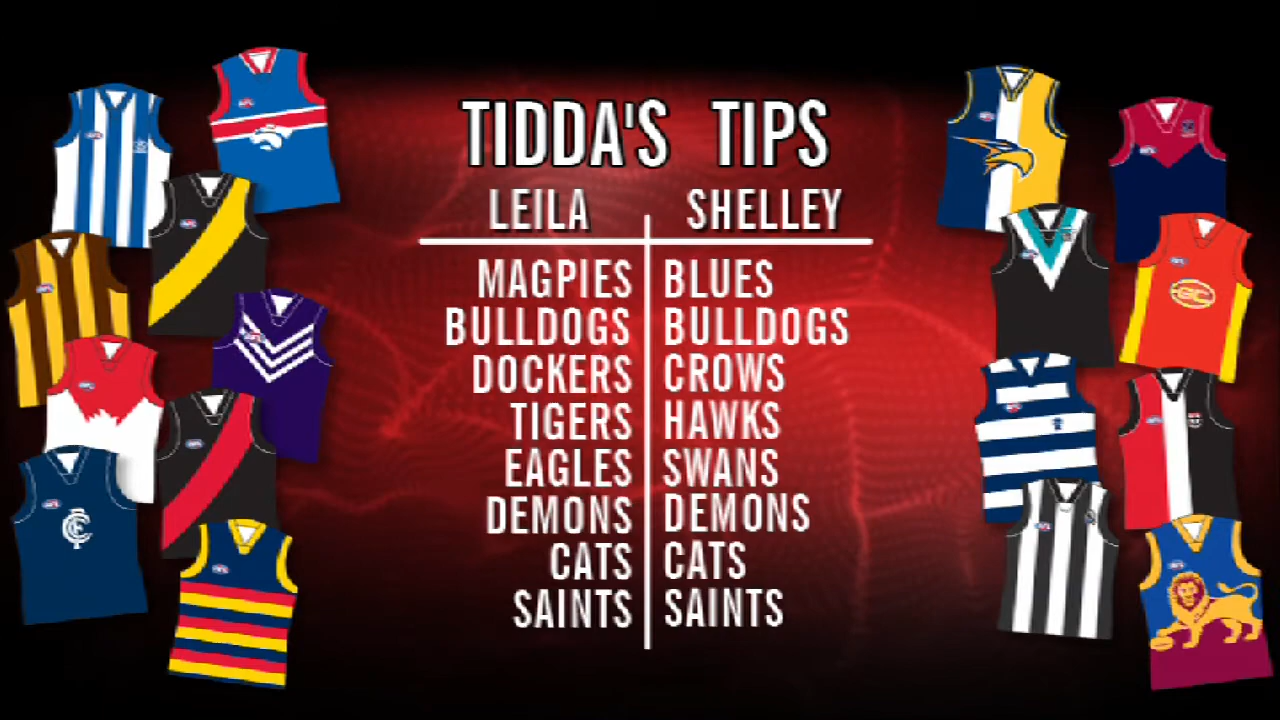 TIDDA'S TIPS
LEILA SHELLEY
MAGPIES BLUES
BULLDOGS BULLDOGS
DOCKERS CROWS
TIGERS HAWKS
EAGLES SWANS
DEMONS DEMONS
CATS CATS
SAINTS SAINTS